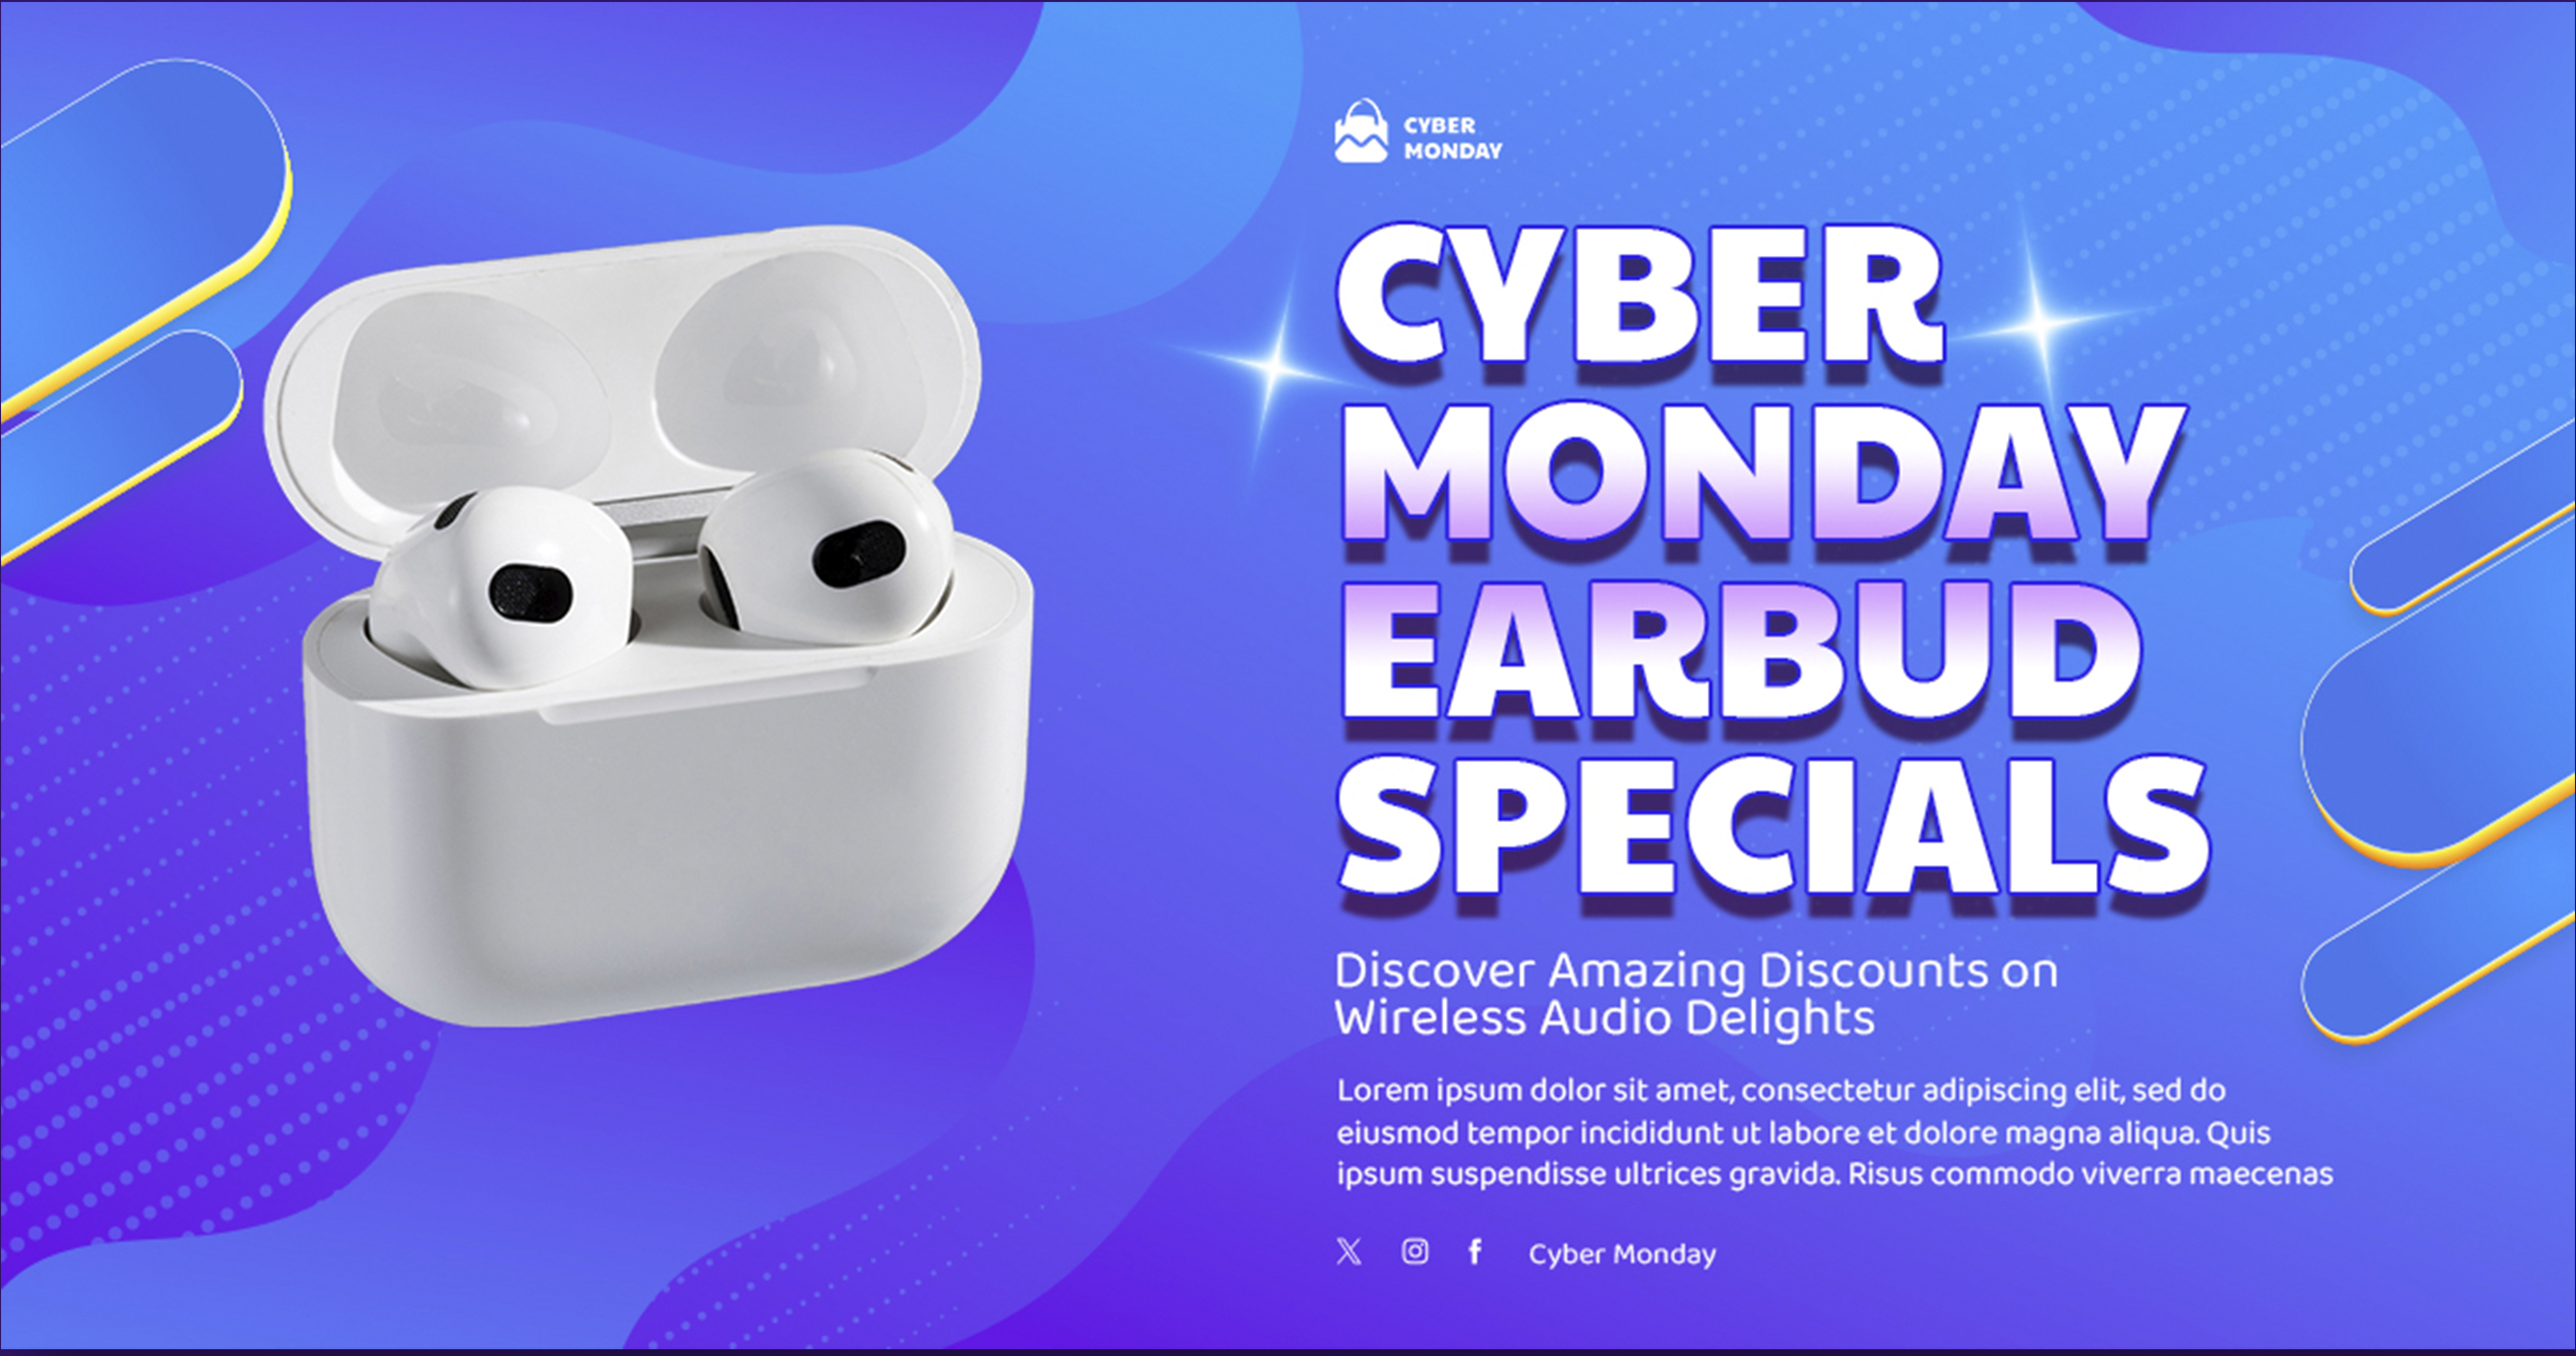 CYBER
MONDAY
CYBER
MONDAY
EARBUD
SPECIALS
Discover Amazing Discounts on
Wireless Audio Delights
Lorem ipsum dolor sit amet, consectetur adipiscing elit, sed do
eiusmod tempor incididunt ut labore et dolore magna aliqua. Quis
ipsum suspendisse ultrices gravida. Risus commodo viverra maecenas
Cyber Monday